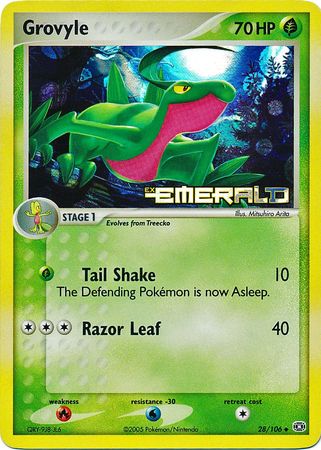 Grovyle 70 HP
EX EMERALD
Illus. Mitsuhiro Arita
STAGE 1
Evolves from Treecko
Tail Shake 10
The Defending Pokémon is now Asleep.
Razor Leaf 40
weakness resistance -30 retreat cost
©2005 Pokémon/Nintendo 28/106